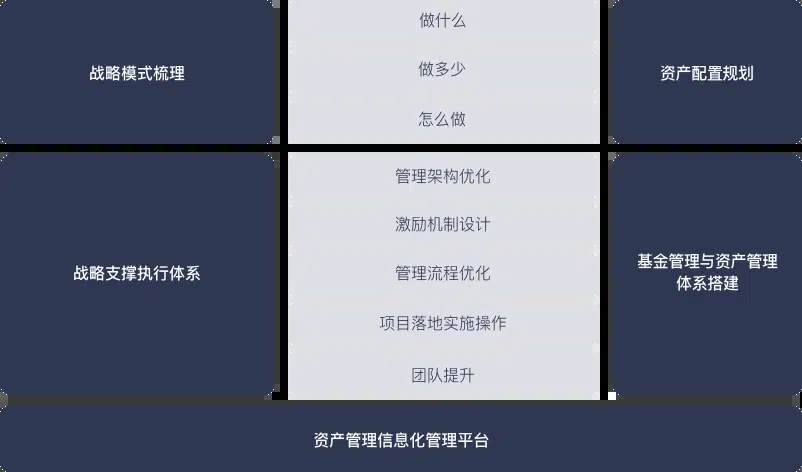 战略模式梳理
做什么
做多少
怎么做
资产配置规划
战略支撑执行体系
管理架构优化
激励机制设计
管理流程优化
项目落地实施操作
团队提升
基金管理与资产管理
体系搭建
资产管理信息化管理平台